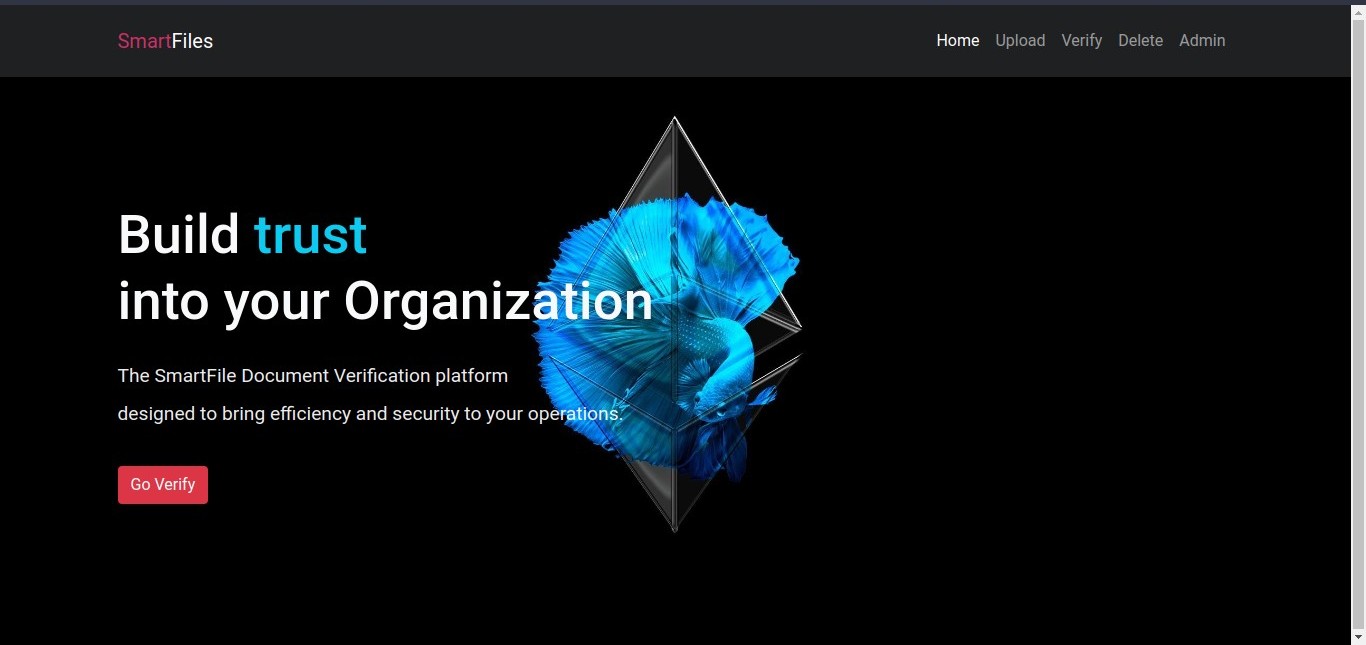 SmartFiles
Home Upload Verify Delete Admin
Build trust
into your Organization
The SmartFile Document Verification platform
designed to bring efficiency and security to your operations.
Go Verify